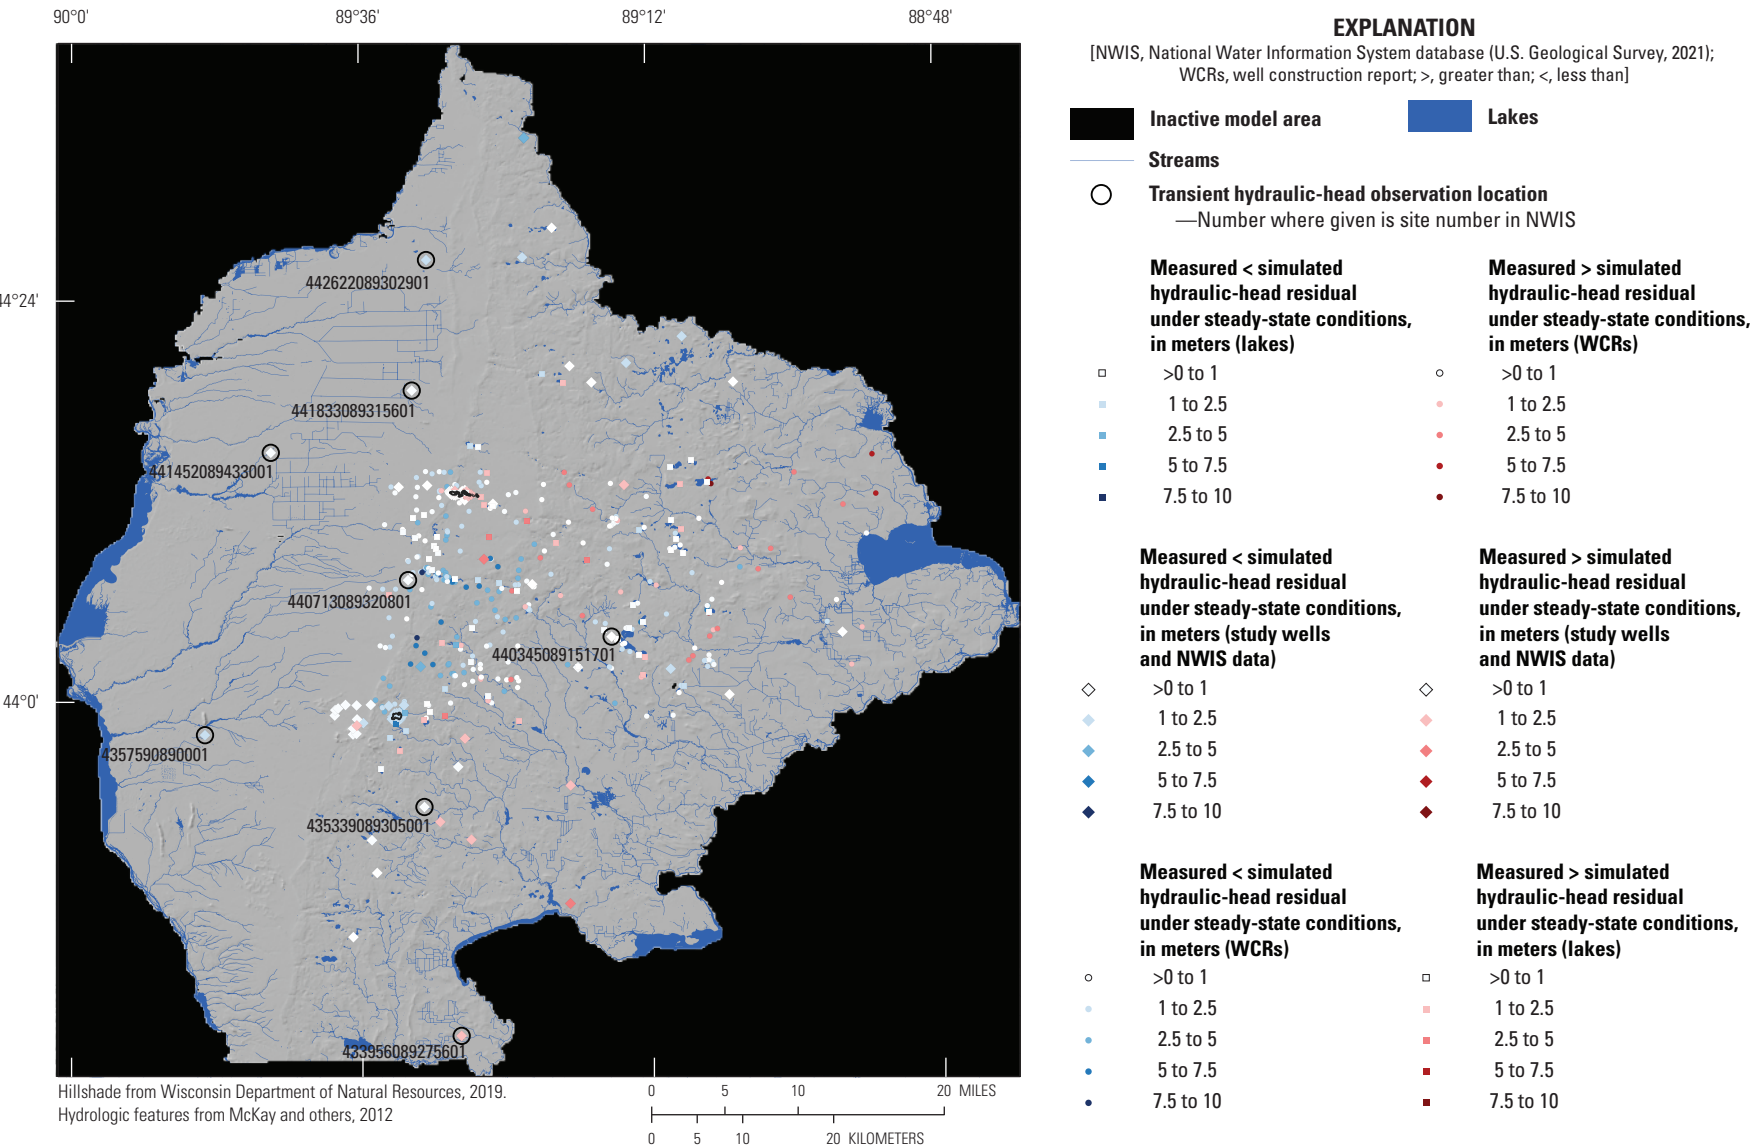 90°0'
89°36'
89°12'
88°48'
44°24'
44°0'
442622089302901
441833089315601
441452089433001
440713089320801
440345089151701
4357590890001
435339089305001
433956089275601
Hillshade from Wisconsin Department of Natural Resources, 2019.
Hydrologic features from McKay and others, 2012
0 5 10 20 MILES
0 5 10 20 KILOMETERS
EXPLANATION
[NWIS, National Water Information System database (U.S. Geological Survey, 2021);
WCRs, well construction report; >, greater than; <, less than]
Inactive model area
Lakes
Streams
Transient hydraulic-head observation location
—Number where given is site number in NWIS
Measured < simulated
hydraulic-head residual
under steady-state conditions,
in meters (lakes)
>0 to 1
1 to 2.5
2.5 to 5
5 to 7.5
7.5 to 10
Measured > simulated
hydraulic-head residual
under steady-state conditions,
in meters (WCRs)
>0 to 1
1 to 2.5
2.5 to 5
5 to 7.5
7.5 to 10
Measured < simulated
hydraulic-head residual
under steady-state conditions,
in meters (study wells
and NWIS data)
>0 to 1
1 to 2.5
2.5 to 5
5 to 7.5
7.5 to 10
Measured > simulated
hydraulic-head residual
under steady-state conditions,
in meters (study wells
and NWIS data)
>0 to 1
1 to 2.5
2.5 to 5
5 to 7.5
7.5 to 10
Measured < simulated
hydraulic-head residual
under steady-state conditions,
in meters (WCRs)
>0 to 1
1 to 2.5
2.5 to 5
5 to 7.5
7.5 to 10
Measured > simulated
hydraulic-head residual
under steady-state conditions,
in meters (lakes)
>0 to 1
1 to 2.5
2.5 to 5
5 to 7.5
7.5 to 10